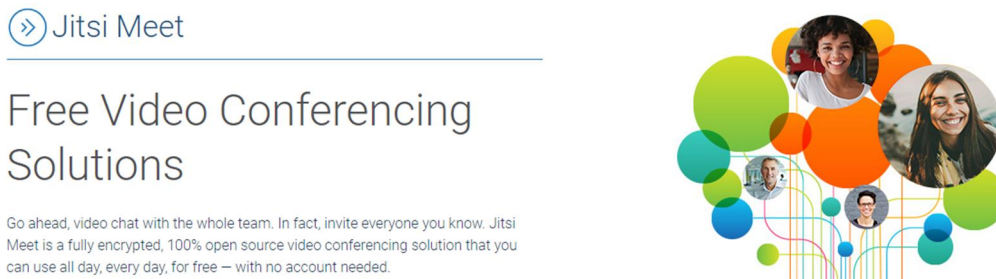 Jitsi Meet
Free Video Conferencing
Solutions
Go ahead, video chat with the whole team. In fact, invite everyone you know. Jitsi
Meet is a fully encrypted, 100% open source video conferencing solution that you
can use all day, every day, for free — with no account needed.